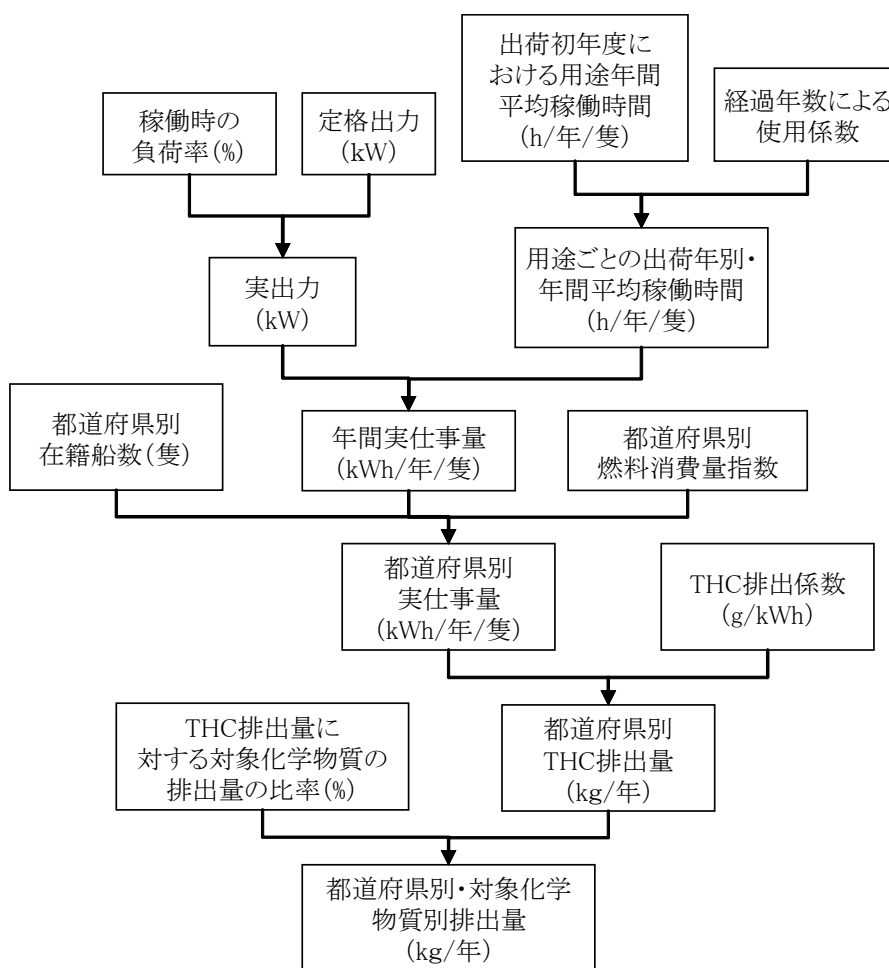 稼働時の
負荷率(%)
定格出力
(kW)
出荷初年度に
おける用途年間
平均稼働時間
(h/年/隻)
経過年数による
使用係数
実出力
(kW)
用途ごとの出荷年別・
年間平均稼働時間
(h/年/隻)
都道府県別
在籍船数(隻)
年間実仕事量
(kWh/年/隻)
都道府県別
燃料消費量指数
都道府県別
実仕事量
(kWh/年/隻)
THC排出係数
(g/kWh)
THC排出量に
対する対象化学物質の
排出量の比率(%)
都道府県別
THC排出量
(kg/年)
都道府県別・対象化学
物質別排出量
(kg/年)